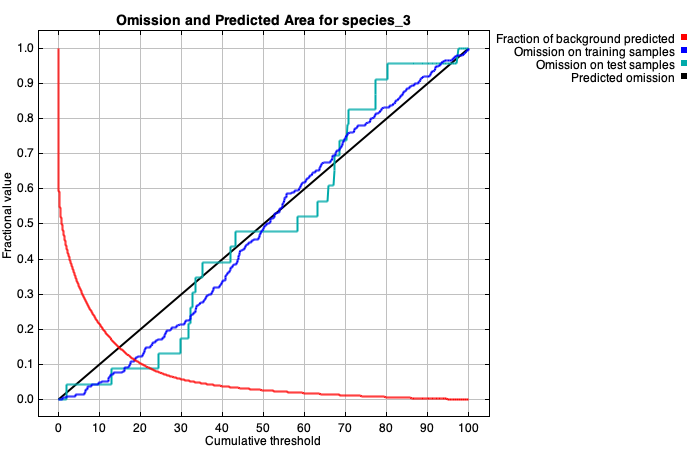 Omission and Predicted Area for species_3
Fraction of background predicted
Omission on training samples
Omission on test samples
Predicted omission
Fractional value
1.0
0.9
0.8
0.7
0.6
0.5
0.4
0.3
0.2
0.1
0.0
0 10 20 30 40 50 60 70 80 90 100
Cumulative threshold